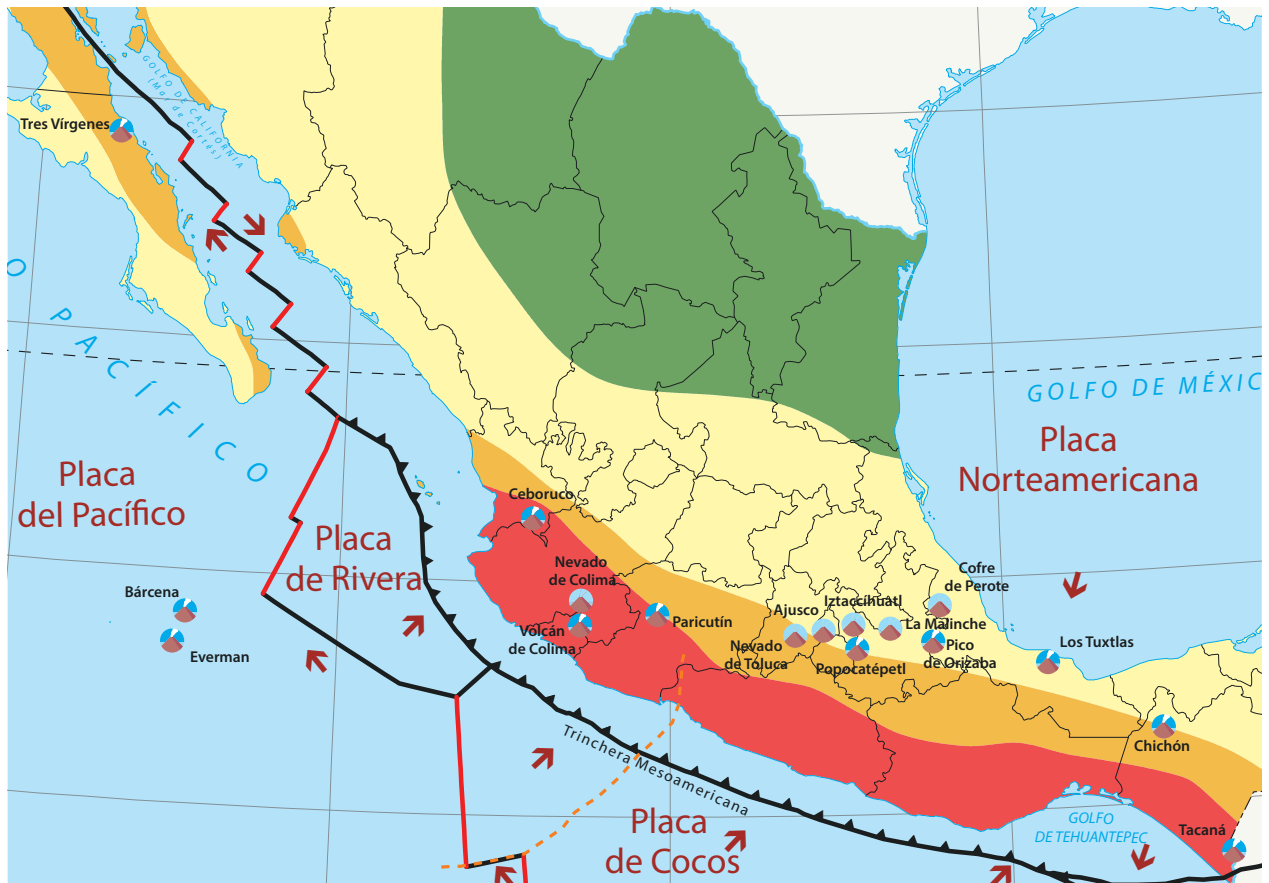 Tres Vírgenes
GOLFO DE CALIFORNIA
(Mar de Cortés)
O PACÍFICO
GOLFO DE MÉXIC
Placa
Norteamericana
Placa
del Pacífico
Placa
de Rivera
Bárcena
Everman
Ceboruco
Nevado
de Colima
Volcán
de Colima
Paricutín
Ajusco
Iztaccíhuatl
Cofre
de Perote
La Malinche
Nevado
de Toluca
Popocatépetl
Pico
de Orizaba
Los Tuxtlas
Chichón
Trinchera Mesoamericana
Placa
de Cocos
GOLFO
DE TEHUANTEPEC
Tacaná